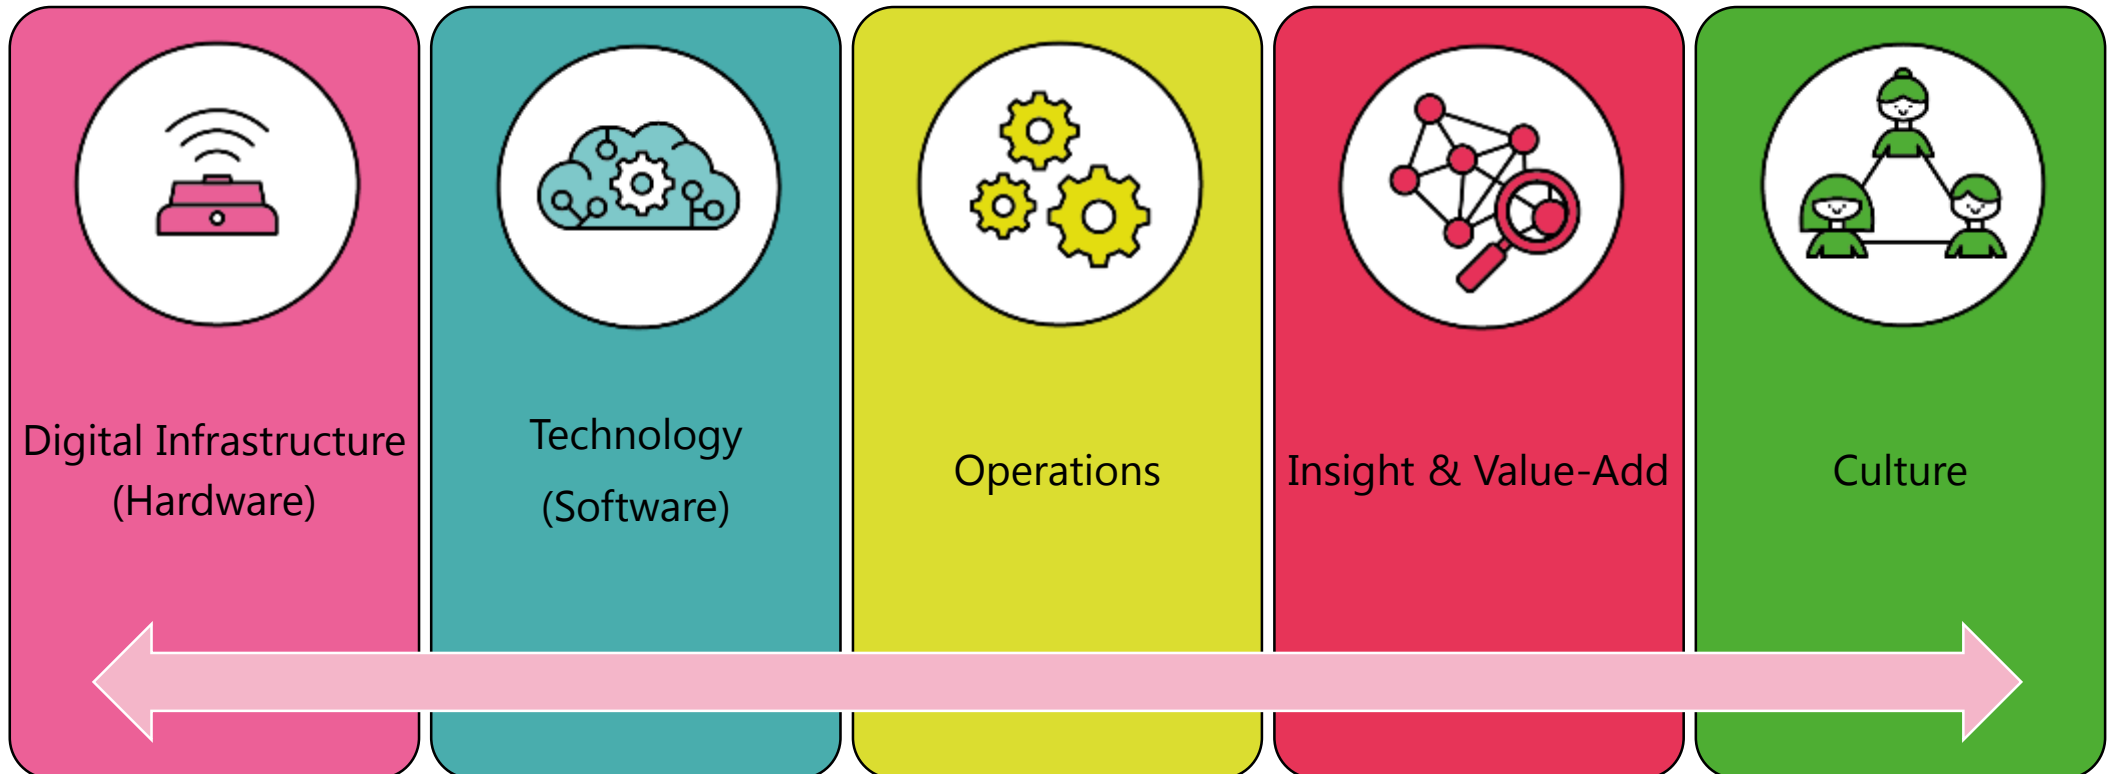 Digital Infrastructure
(Hardware)
Technology
(Software)
Operations
Insight & Value-Add
Culture